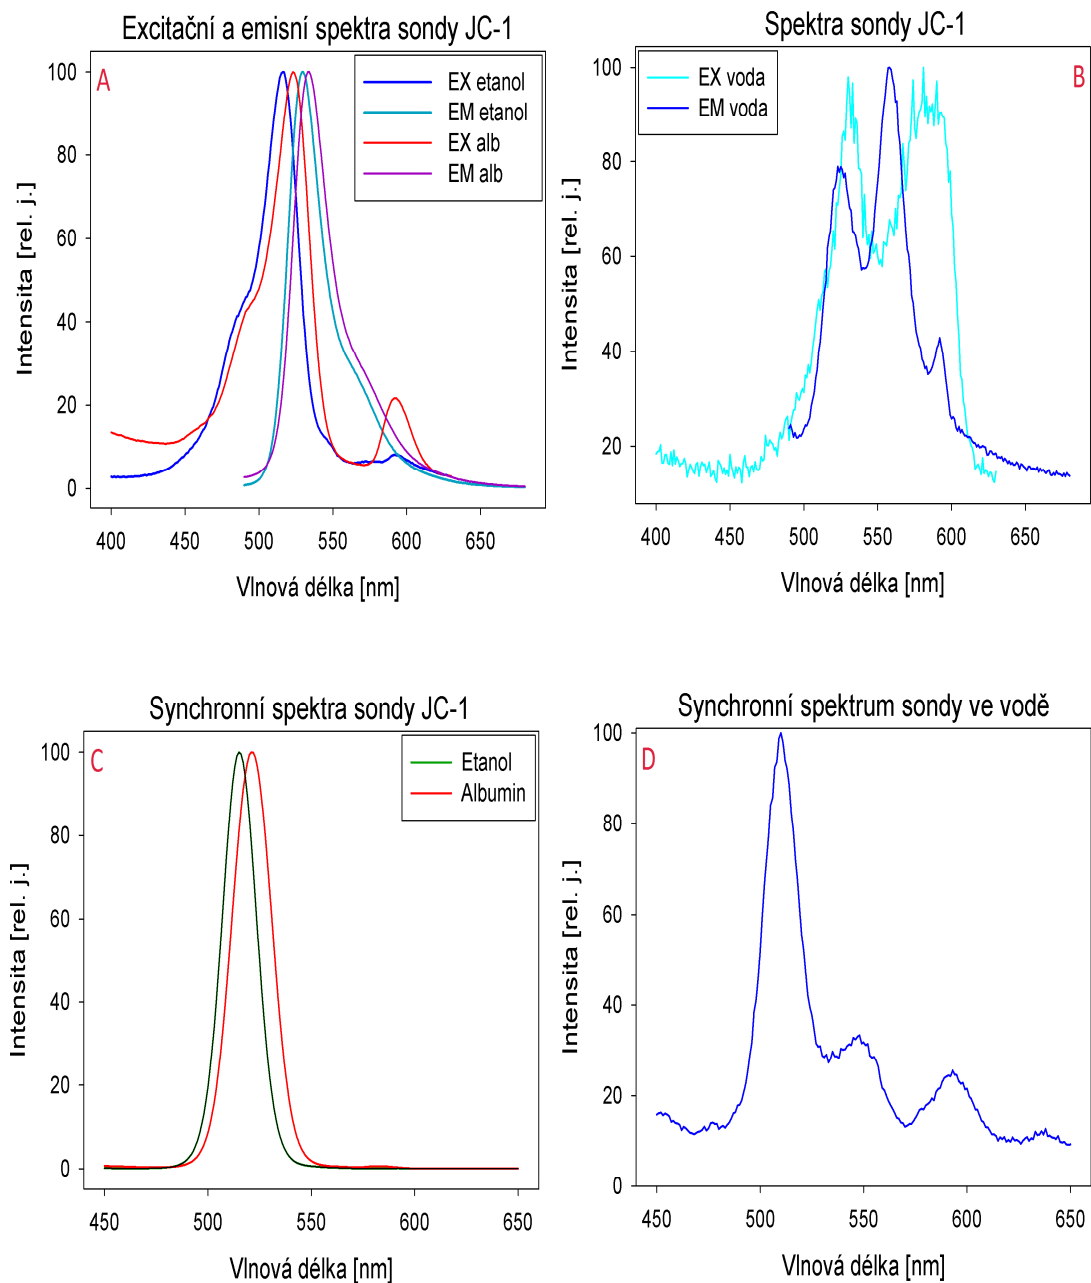 Excitační a emisní spektra sondy JC-1
A
EX etanol
EM etanol
EX alb
EM alb
100
80
60
40
20
0
Intensita [rel. j.]
400 450 500 550 600 650
Vlnová délka [nm]
Spektra sondy JC-1
EX voda
EM voda
B
100
80
60
40
20
Intensita [rel. j.]
400 450 500 550 600 650
Vlnová délka [nm]
Synchronní spektra sondy JC-1
C
Etanol
Albumin
100
80
60
40
20
0
Intensita [rel. j.]
450 500 550 600 650
Vlnová délka [nm]
Synchronní spektrum sondy ve vodě
D
100
80
60
40
20
0
Intensita [rel. j.]
450 500 550 600 650
Vlnová délka [nm]